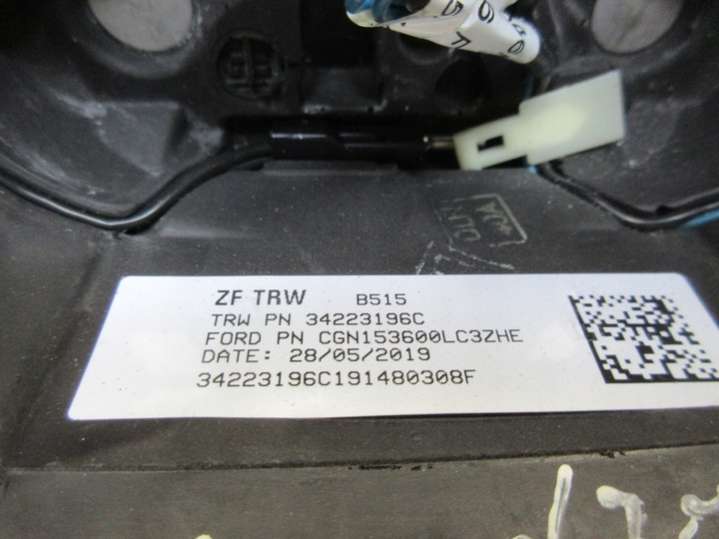 ZF TRW B515
TRW PN 34223196C
FORD PN CGN153600LC3ZHE
DATE: 28/05/2019
34223196C191480308F